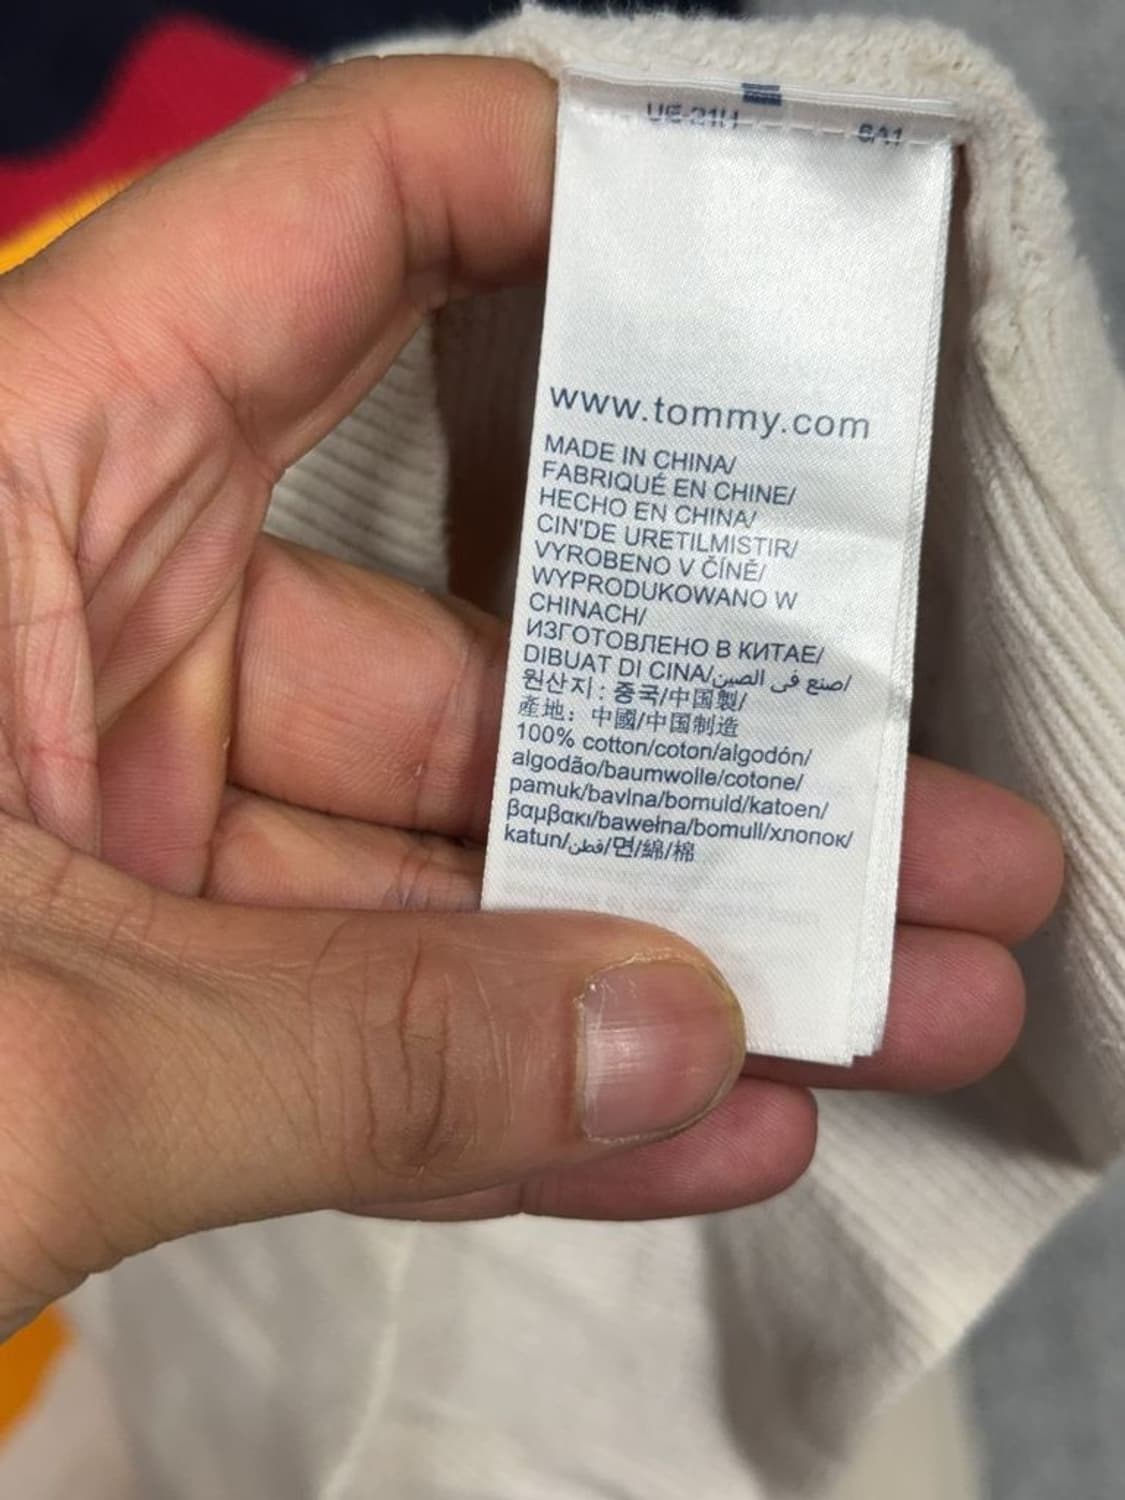 www.tommy.com
MADE IN CHINA/
FABRIQUÉ EN CHINE/
HECHO EN CHINA/
CIN'DE URETILMISTIR/
VYROBENO V ČÍNĚ/
WYPRODUKOWANO W
CHINACH/
ИЗГОТОВЛЕНО В КИТАЕ/
DIBUAT DI CINA/صنع في الصين/
원산지 : 중국/中国製/
產地：中國/中国制造
100% cotton/coton/algodón/
algodão/baumwolle/cotone/
pamuk/bavlna/bomuld/katoen/
βαμβακι/bawełna/bomull/хлопок/
katun/قطن/면/綿/棉